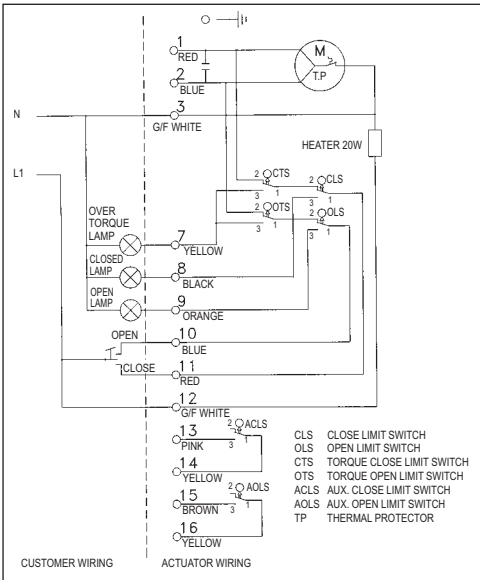 1
RED
M
T.P
2
BLUE
N
3
G/F WHITE
HEATER 20W
L1
2 CTS
2 CLS
1
1
3
2 OTS
3
2 OLS
1
1
3
3
OVER
TORQUE
LAMP
7
YELLOW
CLOSED
LAMP
8
BLACK
OPEN
LAMP
9
ORANGE
OPEN
10
BLUE
CLOSE
11
RED
12
G/F WHITE
13
PINK
2 ACLS
3
1
14
YELLOW
15
BROWN
2 AOLS
3
1
16
YELLOW
CLS CLOSE LIMIT SWITCH
OLS OPEN LIMIT SWITCH
CTS TORQUE CLOSE LIMIT SWITCH
OTS TORQUE OPEN LIMIT SWITCH
ACLS AUX. CLOSE LIMIT SWITCH
AOLS AUX. OPEN LIMIT SWITCH
TP THERMAL PROTECTOR
CUSTOMER WIRING
ACTUATOR WIRING